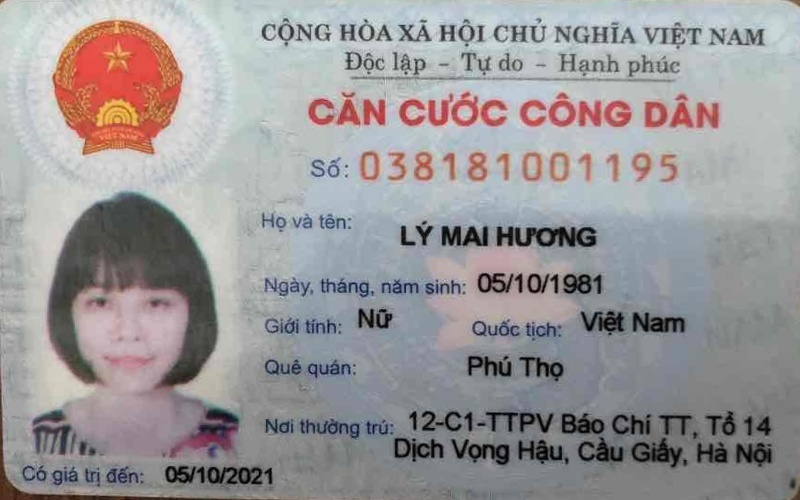 CỘNG HÒA XÃ HỘI CHỦ NGHĨA VIỆT NAM
Độc lập - Tự do - Hạnh phúc
CĂN CƯỚC CÔNG DÂN
Số: 038181001195
Họ và tên: LÝ MAI HƯƠNG
Ngày, tháng, năm sinh: 05/10/1981
Giới tính: Nữ Quốc tịch: Việt Nam
Quê quán: Phú Thọ
Nơi thường trú: 12-C1-TTPV Báo Chí TT, Tổ 14
Dịch Vọng Hậu, Cầu Giấy, Hà Nội
Có giá trị đến: 05/10/2021